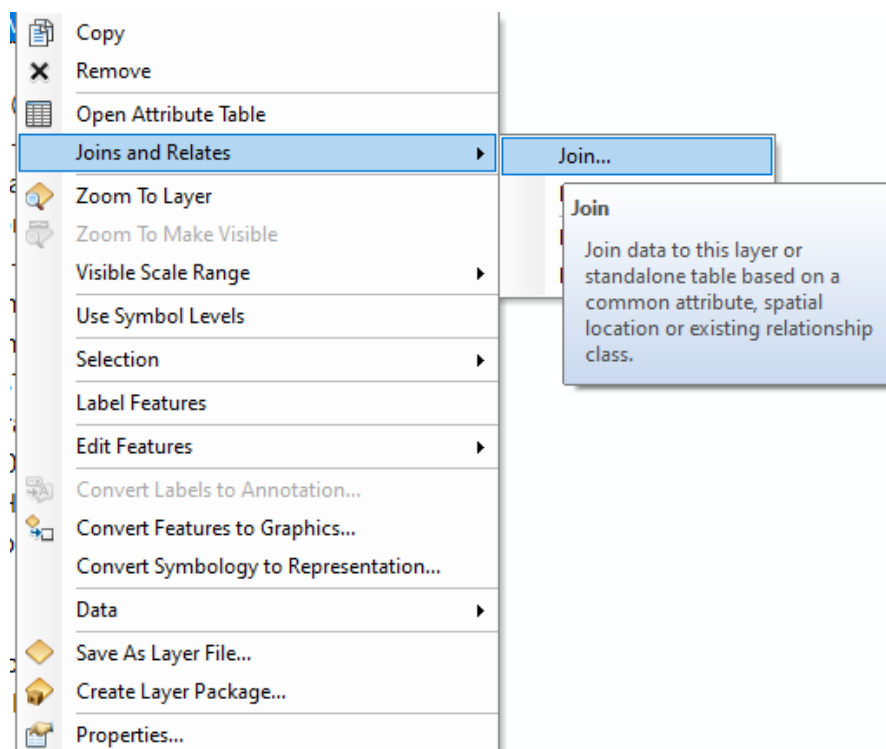 Copy
Remove
Open Attribute Table
Joins and Relates
Join...
Join
Join data to this layer or
standalone table based on a
common attribute, spatial
location or existing relationship
class.
Zoom To Layer
Zoom To Make Visible
Visible Scale Range
Use Symbol Levels
Selection
Label Features
Edit Features
Convert Labels to Annotation...
Convert Features to Graphics...
Convert Symbology to Representation...
Data
Save As Layer File...
Create Layer Package...
Properties...